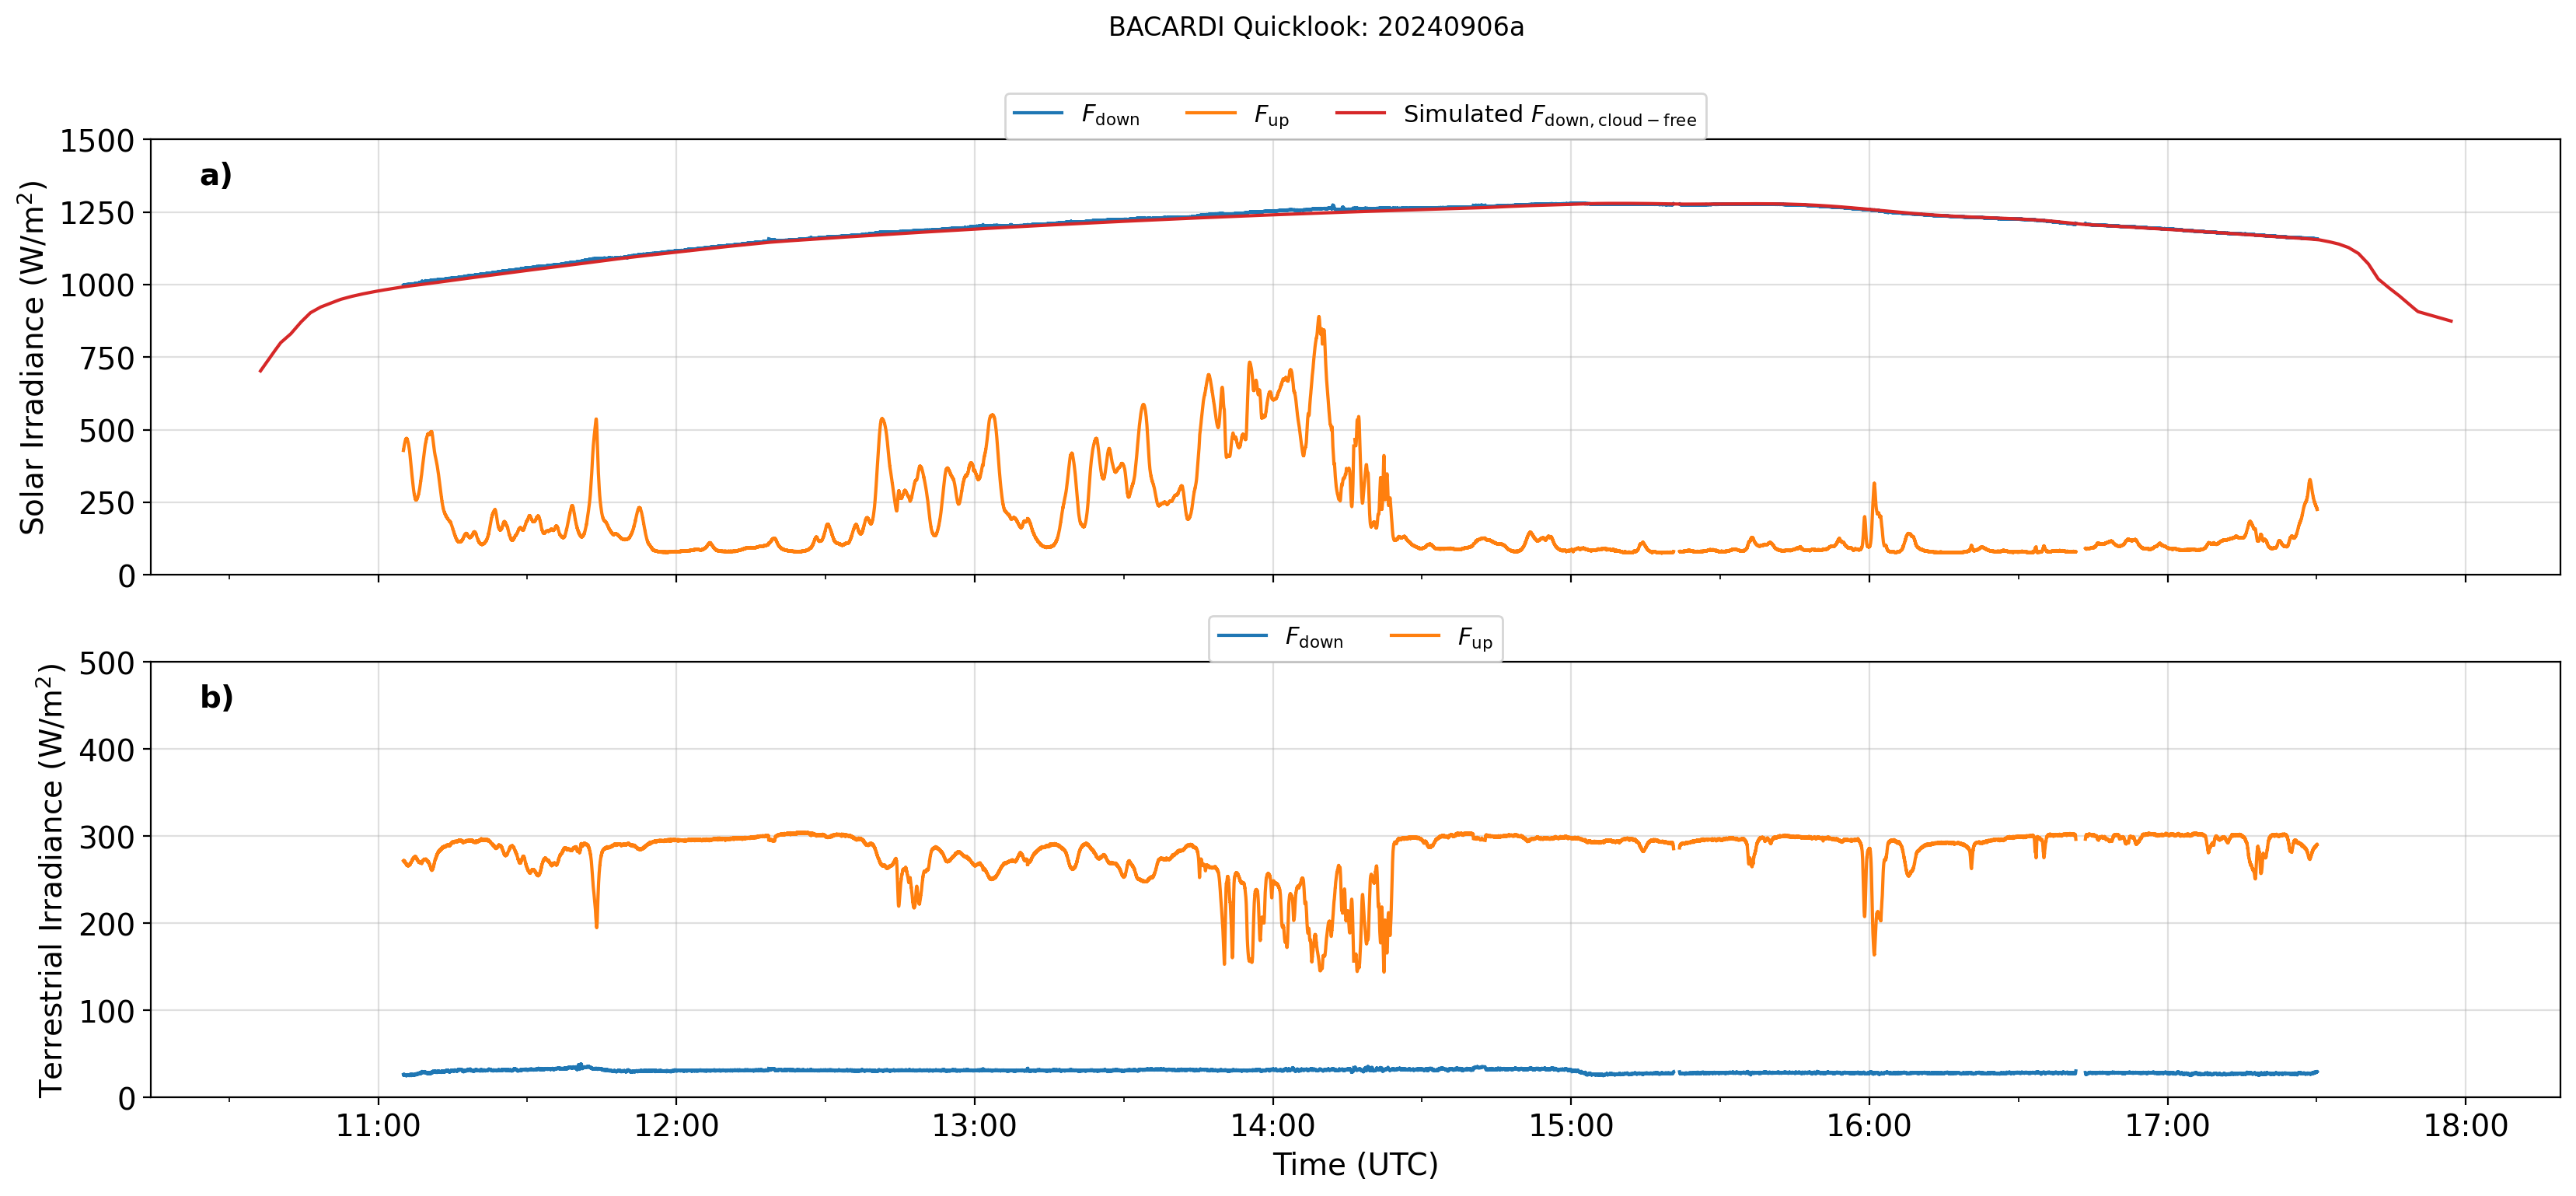 BACARDI Quicklook: 20240906a
F_down F_up Simulated F_down, cloud−free
a)
Solar Irradiance (W/m²)
1500
1250
1000
750
500
250
0
F_down F_up
b)
Terrestrial Irradiance (W/m²)
500
400
300
200
100
0
11:00 12:00 13:00 14:00 15:00 16:00 17:00 18:00
Time (UTC)